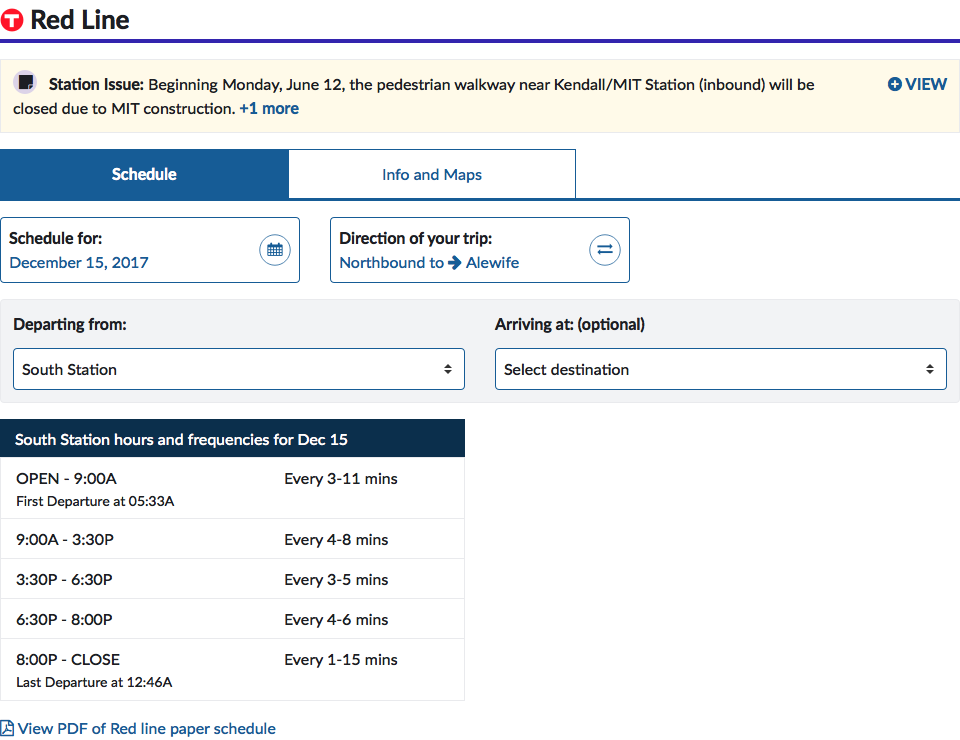 T Red Line
Station Issue: Beginning Monday, June 12, the pedestrian walkway near Kendall/MIT Station (inbound) will be
closed due to MIT construction. +1 more
VIEW
Schedule
Info and Maps
Schedule for:
December 15, 2017
Direction of your trip:
Northbound to → Alewife
Departing from:
South Station
Arriving at: (optional)
Select destination
South Station hours and frequencies for Dec 15
OPEN - 9:00A Every 3-11 mins
First Departure at 05:33A
9:00A - 3:30P Every 4-8 mins
3:30P - 6:30P Every 3-5 mins
6:30P - 8:00P Every 4-6 mins
8:00P - CLOSE Every 1-15 mins
Last Departure at 12:46A
View PDF of Red line paper schedule